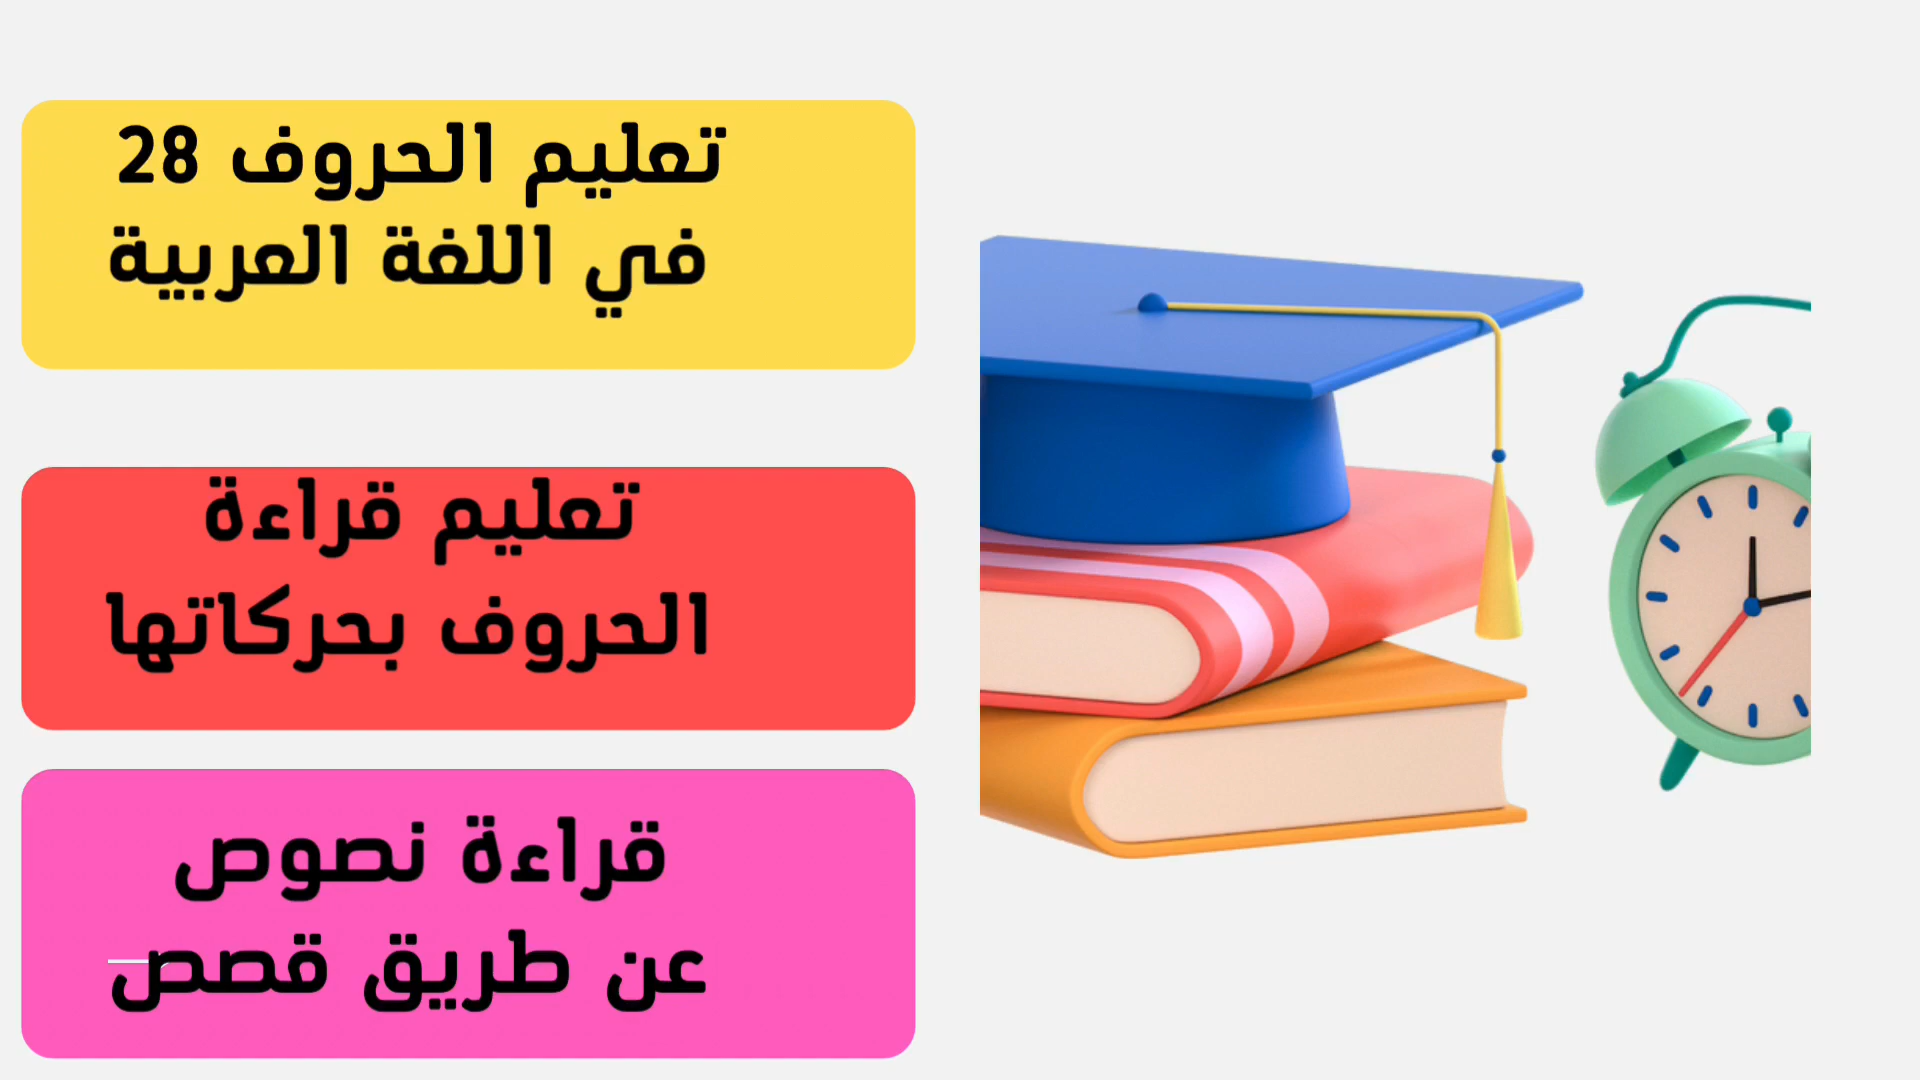 تعليم الحروف 28
في اللغة العربية
تعليم قراءة
الحروف بحركاتها
قراءة نصوص
عن طريق قصص